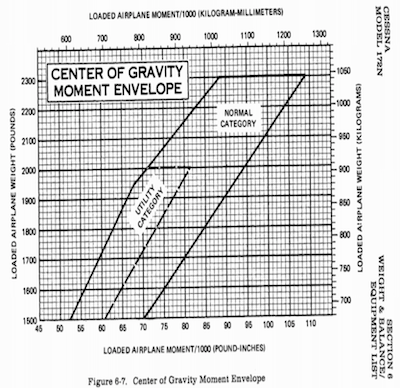 LOADED AIRPLANE MOMENT/1000 (KILOGRAM-MILLIMETERS)
600 700 800 900 1000 1100 1200 1300
CENTER OF GRAVITY
MOMENT ENVELOPE
NORMAL
CATEGORY
UTILITY
CATEGORY
LOADED AIRPLANE WEIGHT (POUNDS)
2300
2200
2100
2000
1900
1800
1700
1600
1500
LOADED AIRPLANE WEIGHT (KILOGRAMS)
1050
1000
950
900
850
800
750
700
45 50 55 60 65 70 75 80 85 90 95 100 105 110
LOADED AIRPLANE MOMENT/1000 (POUND-INCHES)
Figure 6-7. Center of Gravity Moment Envelope
CESSNA
MODEL 172N
SECTION 6
WEIGHT & BALANCE/
EQUIPMENT LIST